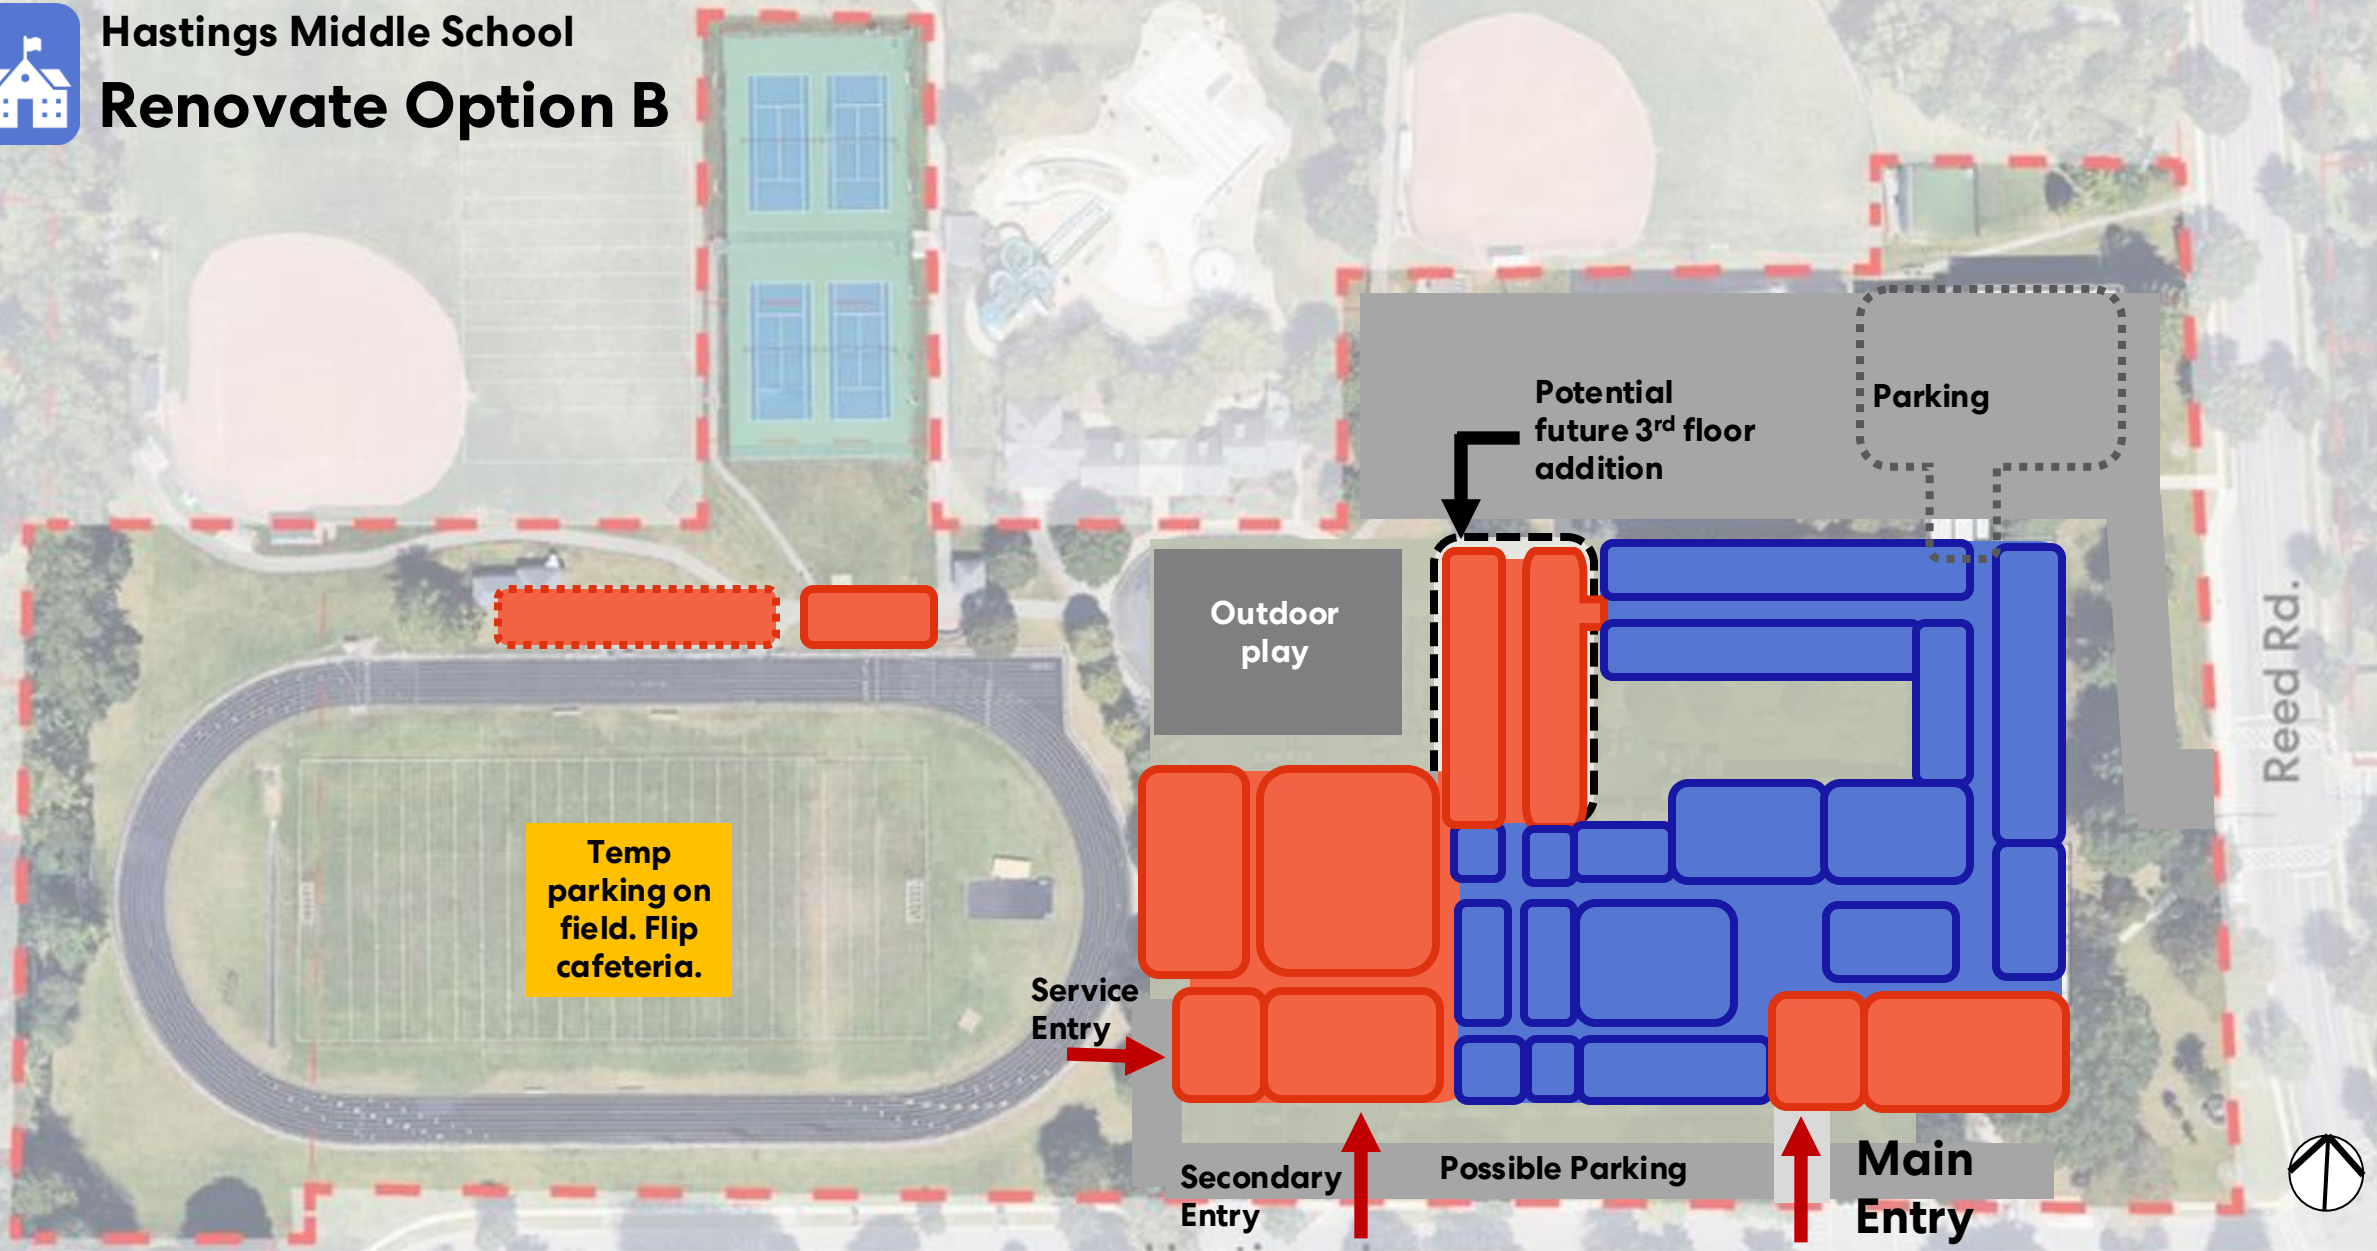 Hastings Middle School
Renovate Option B
Potential
future 3rd floor
addition
Parking
Outdoor
play
Reed Rd.
Temp
parking on
field. Flip
cafeteria.
Service
Entry
Secondary
Entry
Possible Parking
Main
Entry